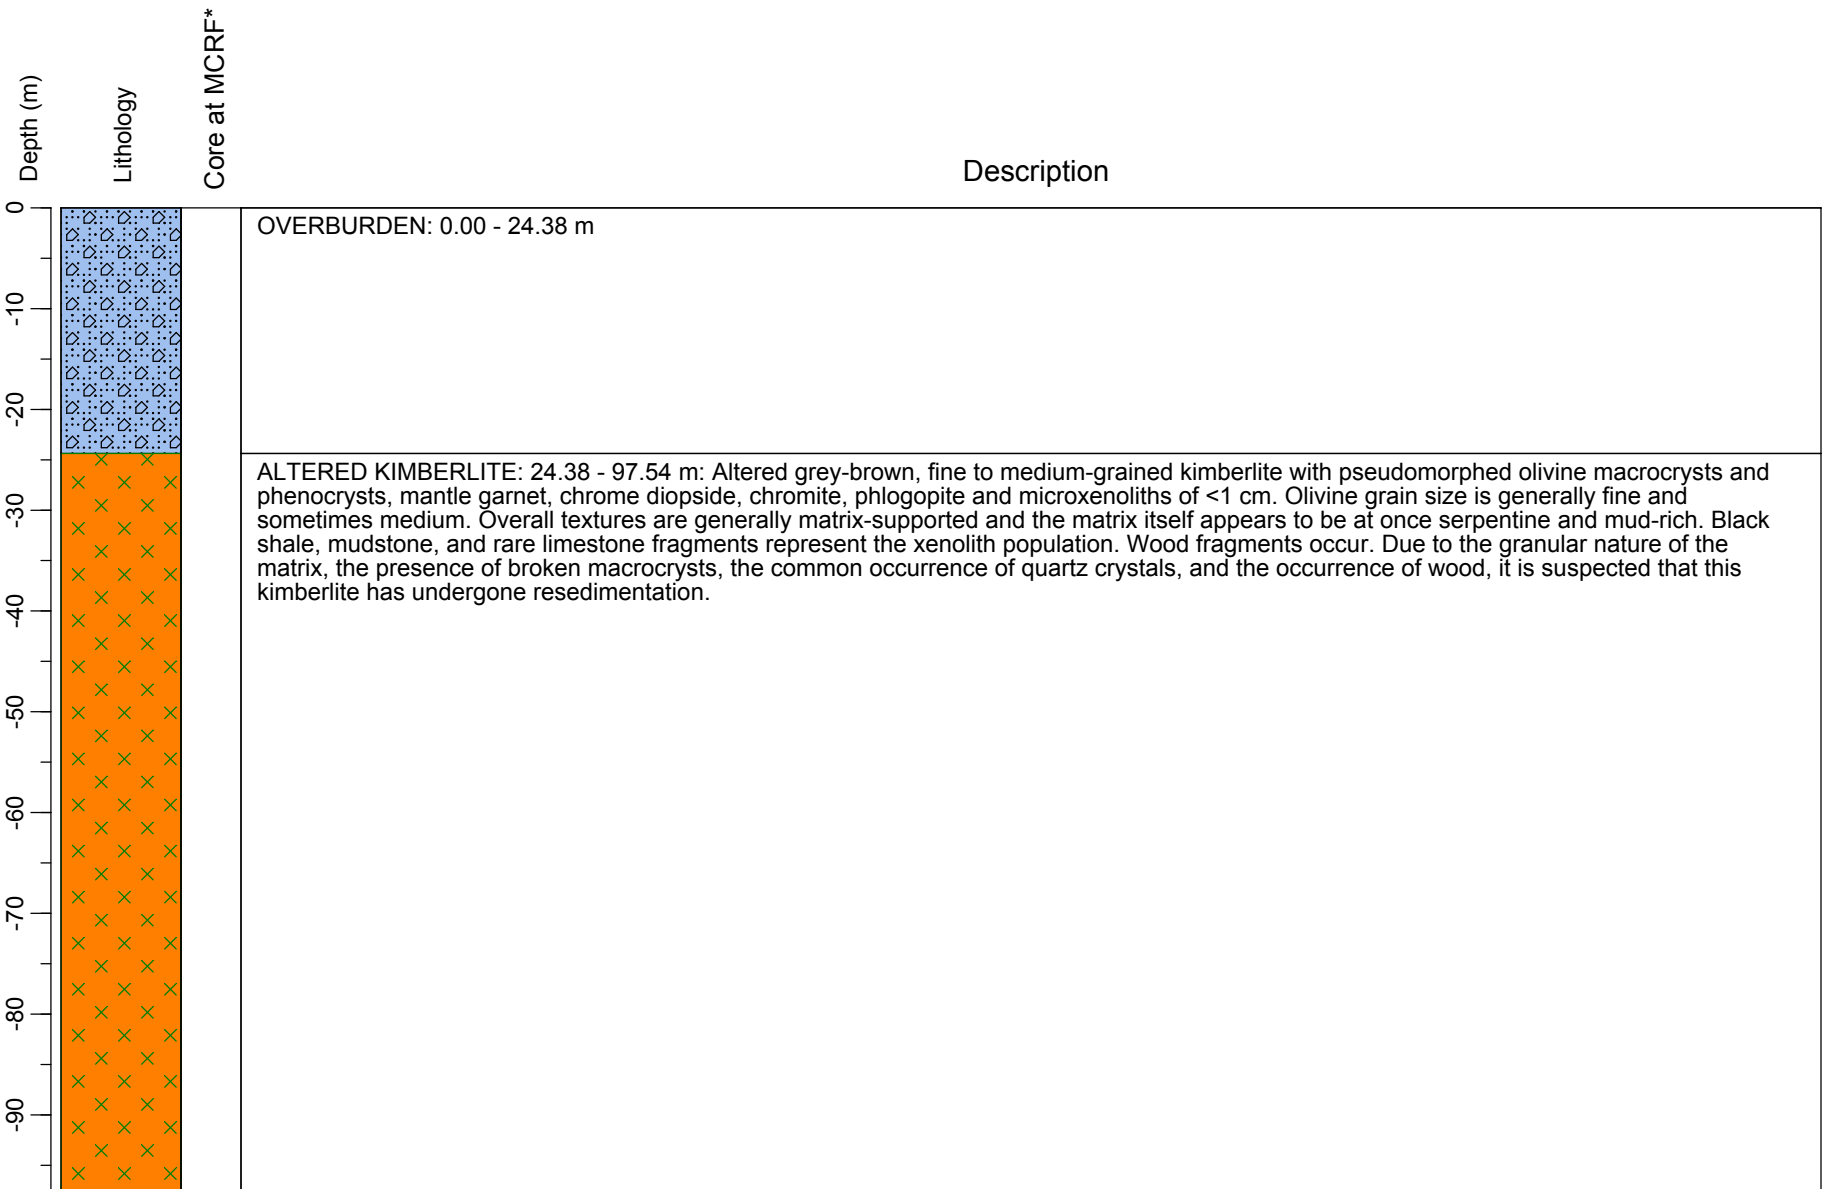 Depth (m)
Lithology
Core at MCRF*
Description
0
OVERBURDEN: 0.00 - 24.38 m
-10
-20
ALTERED KIMBERLITE: 24.38 - 97.54 m: Altered grey-brown, fine to medium-grained kimberlite with pseudomorphed olivine macrocrysts and
phenocrysts, mantle garnet, chrome diopside, chromite, phlogopite and microxenoliths of <1 cm. Olivine grain size is generally fine and
sometimes medium. Overall textures are generally matrix-supported and the matrix itself appears to be at once serpentine and mud-rich. Black
shale, mudstone, and rare limestone fragments represent the xenolith population. Wood fragments occur. Due to the granular nature of the
matrix, the presence of broken macrocrysts, the common occurrence of quartz crystals, and the occurrence of wood, it is suspected that this
kimberlite has undergone resedimentation.
-30
-40
-50
-60
-70
-80
-90